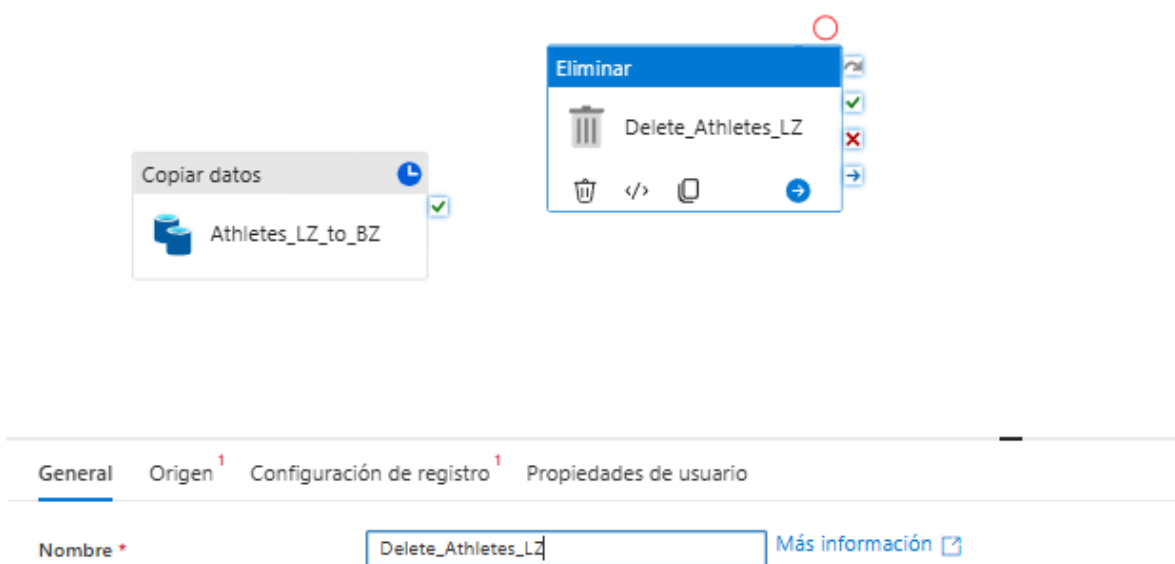 Eliminar
Delete_Athletes_LZ
</>
Copiar datos
Athletes_LZ_to_BZ
General Origen 1 Configuración de registro 1 Propiedades de usuario
Nombre * Delete_Athletes_LZ Más información